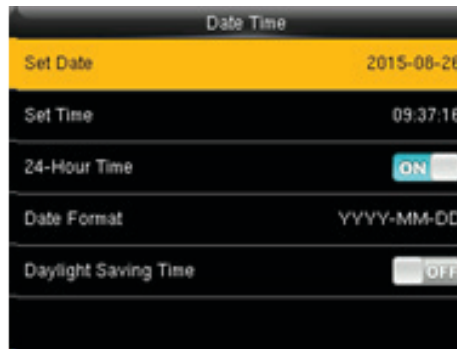 Date Time
Set Date 2015-08-26
Set Time 09:37:16
24-Hour Time ON
Date Format YYYY-MM-DD
Daylight Saving Time OFF